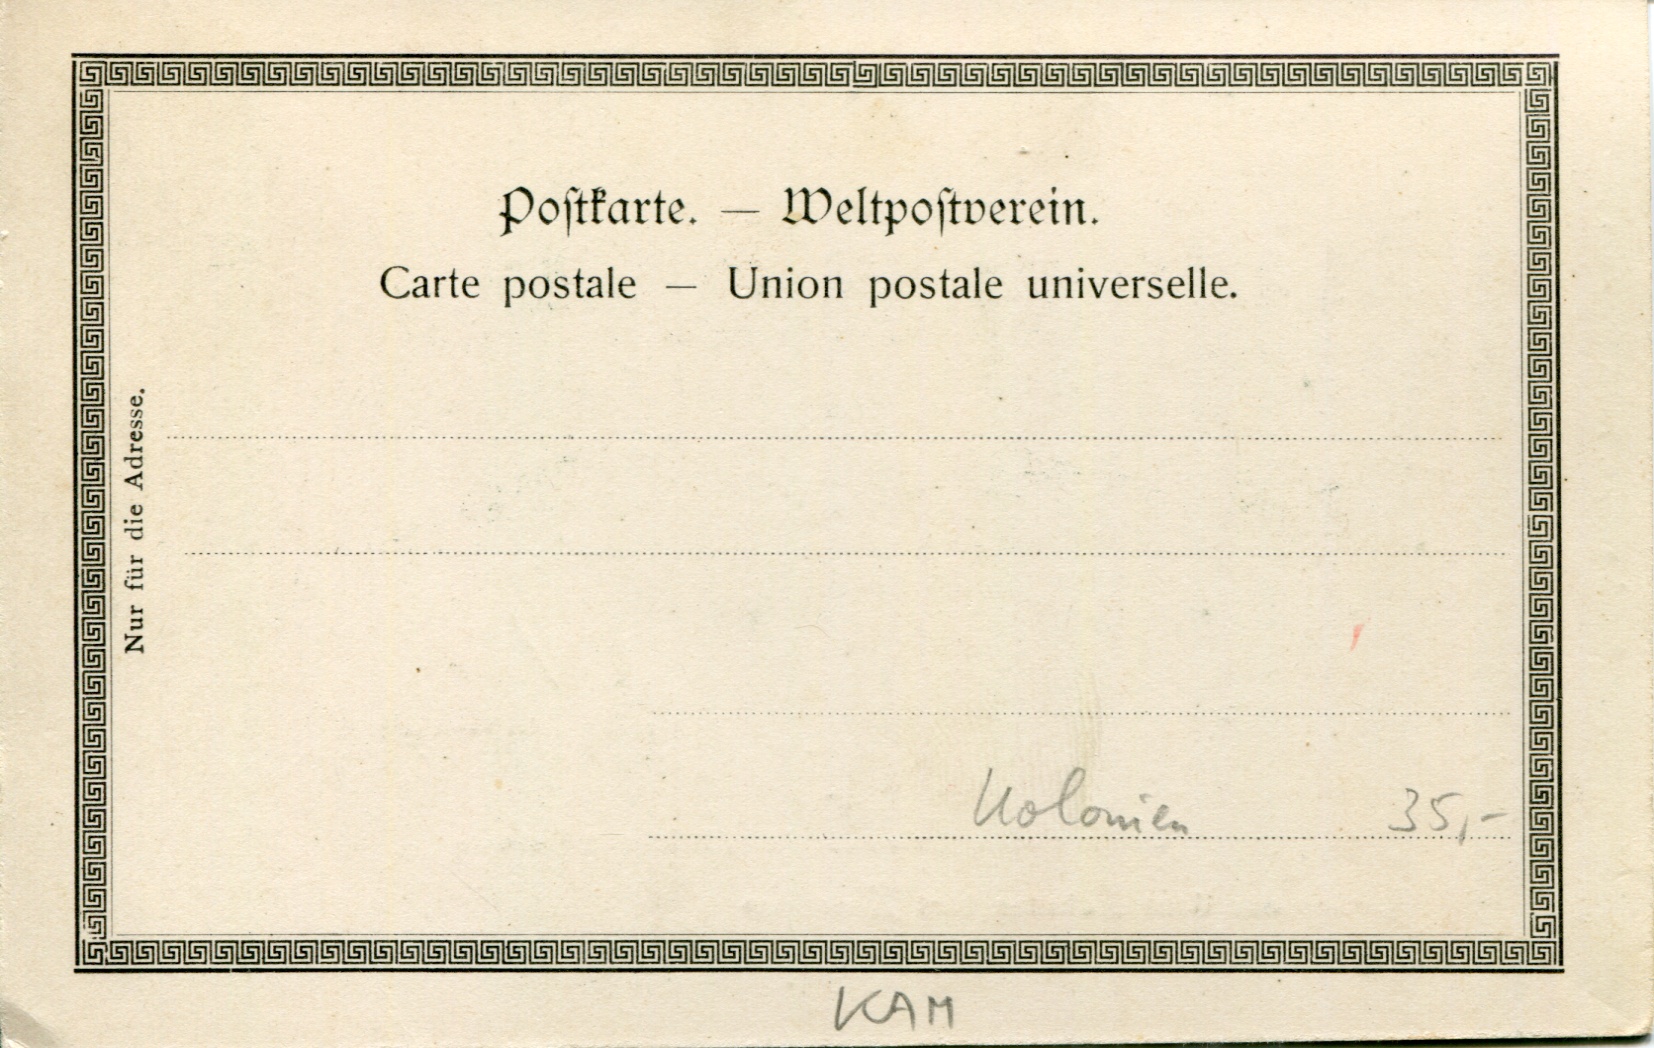 Postkarte. — Weltpostverein.
Carte postale — Union postale universelle.
Nur für die Adresse.
Kolonien 35,-
KAM